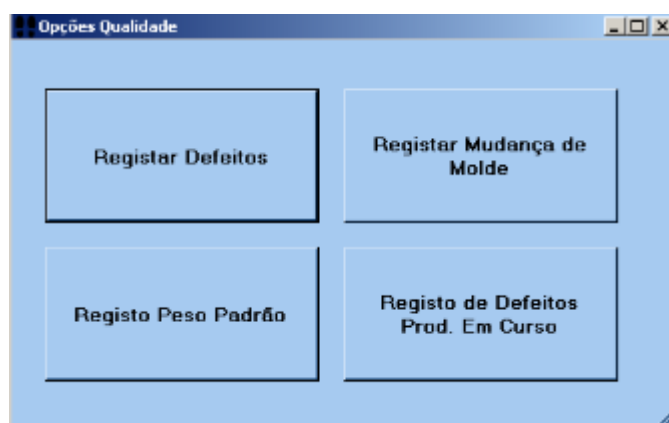 Opções Qualidade
Registar Defeitos
Registar Mudança de
Molde
Registo Peso Padrão
Registo de Defeitos
Prod. Em Curso